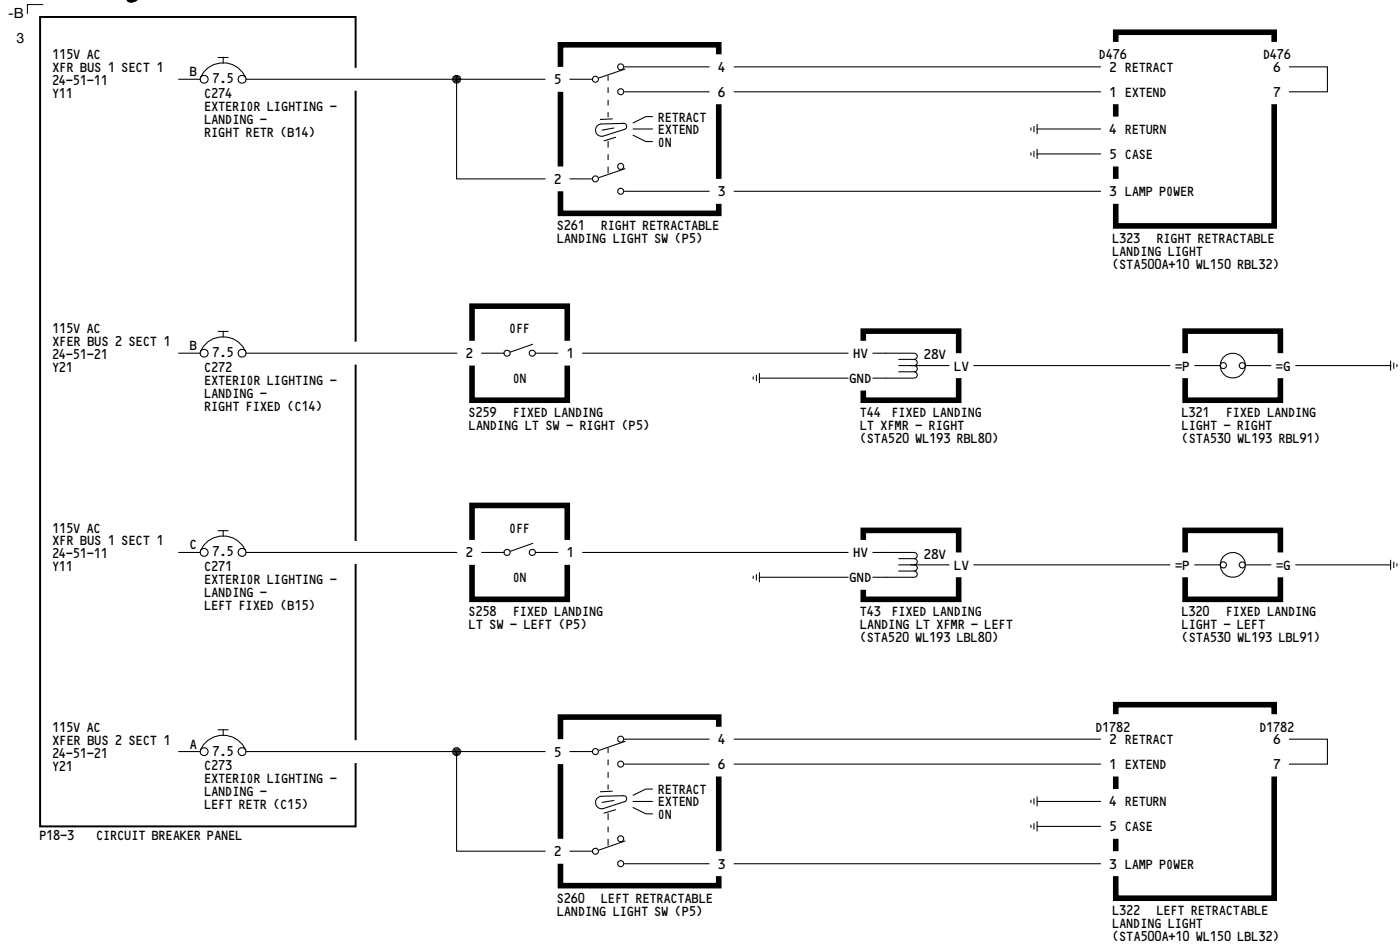 -B
3
115V AC
XFR BUS 1 SECT 1
24-51-11
Y11
B
7.5
C274
EXTERIOR LIGHTING -
LANDING -
RIGHT RETR (B14)
5
4
6
RETRACT
EXTEND
ON
2
3
S261 RIGHT RETRACTABLE
LANDING LIGHT SW (P5)
D476 D476
2 RETRACT 6
1 EXTEND 7
4 RETURN
5 CASE
3 LAMP POWER
L323 RIGHT RETRACTABLE
LANDING LIGHT
(STA500A+10 WL150 RBL32)
115V AC
XFER BUS 2 SECT 1
24-51-21
Y21
B
7.5
C272
EXTERIOR LIGHTING -
LANDING -
RIGHT FIXED (C14)
OFF
2 1
ON
S259 FIXED LANDING
LANDING LT SW - RIGHT (P5)
HV 28V
LV
GND
T44 FIXED LANDING
LT XFMR - RIGHT
(STA520 WL193 RBL80)
=P =G
L321 FIXED LANDING
LIGHT - RIGHT
(STA530 WL193 RBL91)
115V AC
XFR BUS 1 SECT 1
24-51-11
Y11
C
7.5
C271
EXTERIOR LIGHTING -
LANDING -
LEFT FIXED (B15)
OFF
2 1
ON
S258 FIXED LANDING
LT SW - LEFT (P5)
HV 28V
LV
GND
T43 FIXED LANDING
LANDING LT XFMR - LEFT
(STA520 WL193 LBL80)
=P =G
L320 FIXED LANDING
LIGHT - LEFT
(STA530 WL193 LBL91)
115V AC
XFER BUS 2 SECT 1
24-51-21
Y21
A
7.5
C273
EXTERIOR LIGHTING -
LANDING -
LEFT RETR (C15)
P18-3 CIRCUIT BREAKER PANEL
5
4
6
RETRACT
EXTEND
ON
2
3
S260 LEFT RETRACTABLE
LANDING LIGHT SW (P5)
D1782 D1782
2 RETRACT 6
1 EXTEND 7
4 RETURN
5 CASE
3 LAMP POWER
L322 LEFT RETRACTABLE
LANDING LIGHT
(STA500A+10 WL150 LBL32)